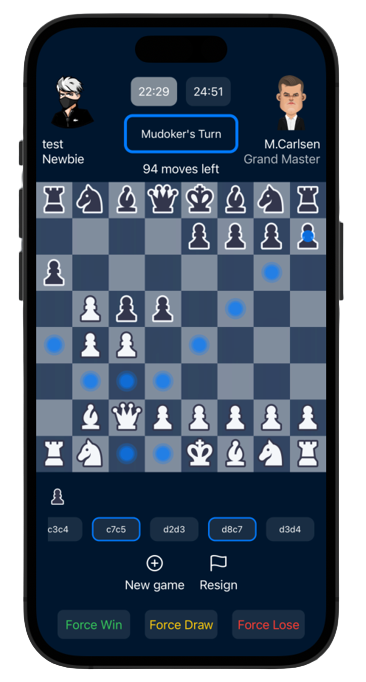 22:29
24:51
Mudoker's Turn
test
Newbie
M.Carlsen
Grand Master
94 moves left
c3c4
c7c5
d2d3
d8c7
d3d4
New game
Resign
Force Win
Force Draw
Force Lose